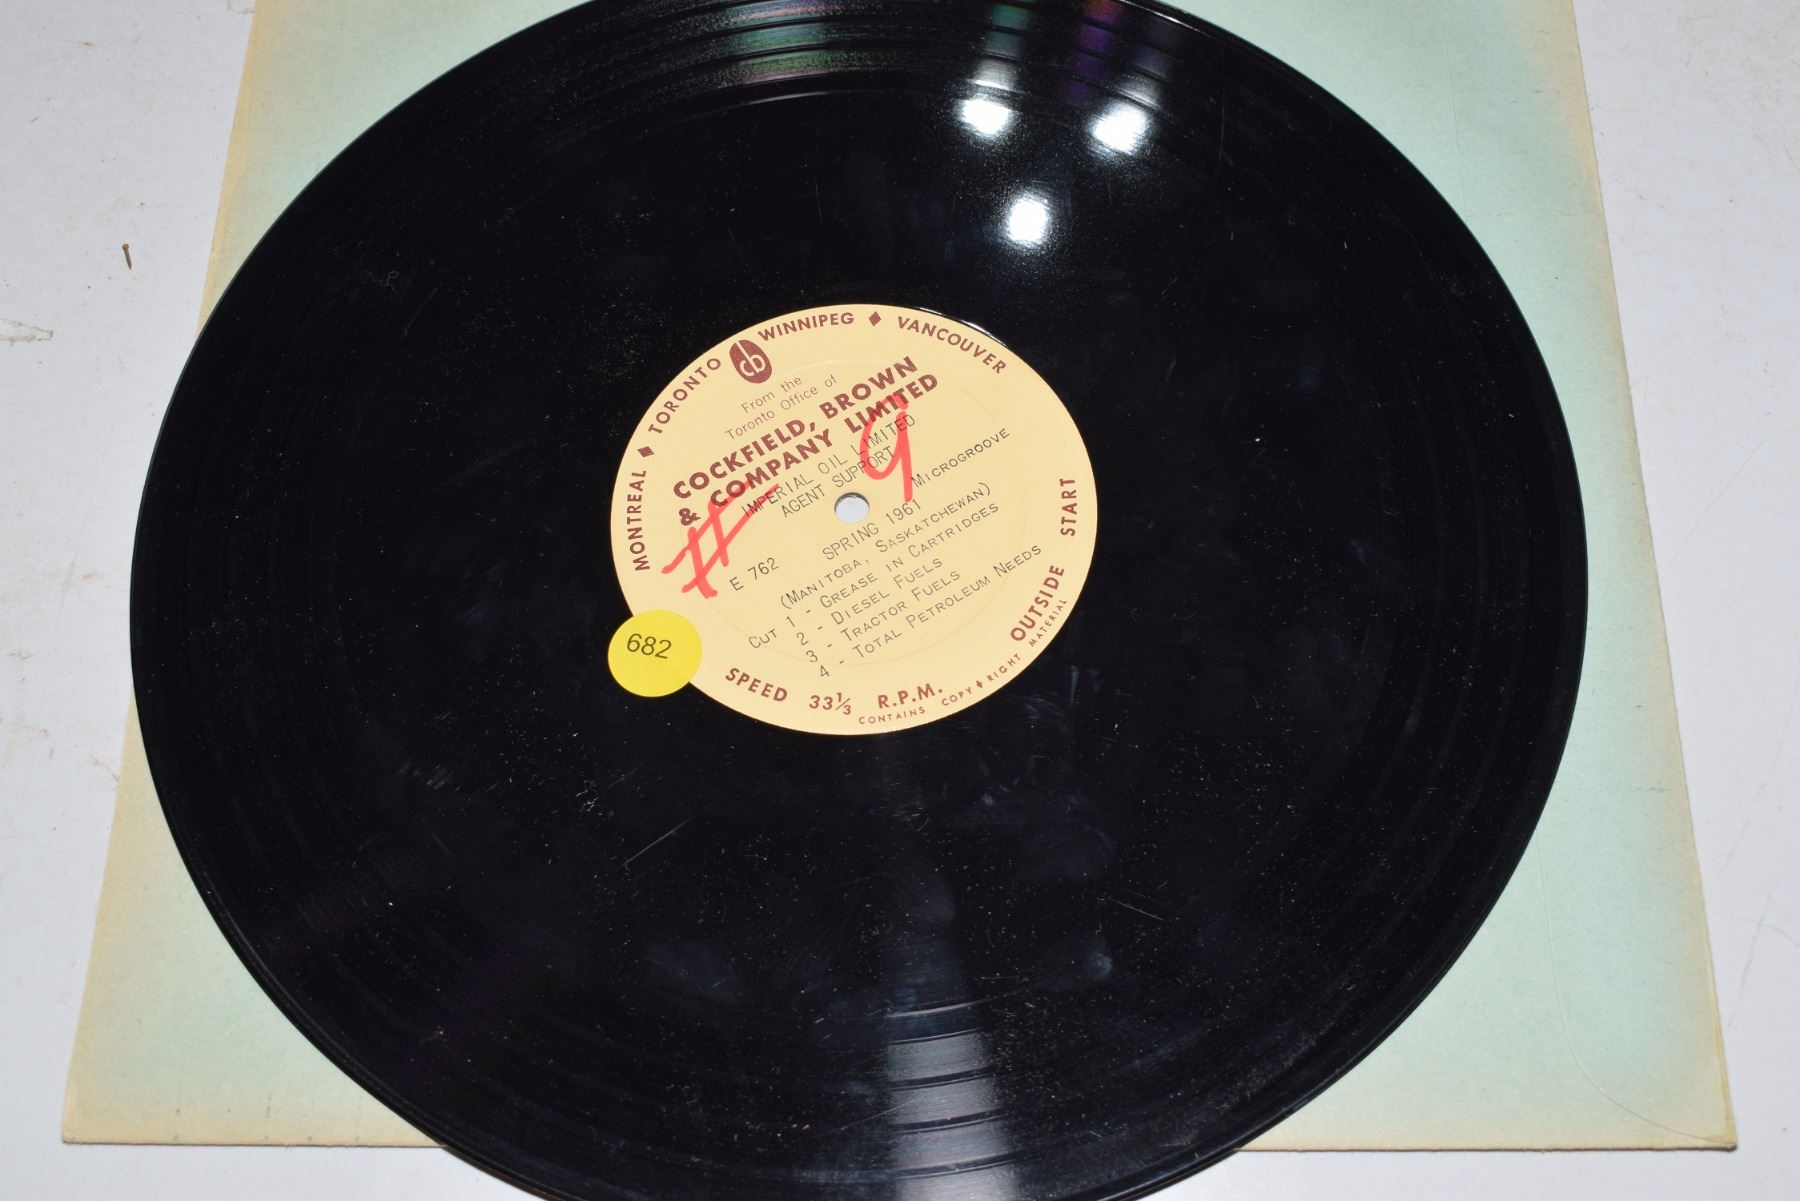 MONTREAL ♦ TORONTO cb WINNIPEG ♦ VANCOUVER
From the
Toronto Office of
COCKFIELD, BROWN
& COMPANY LIMITED
IMPERIAL OIL LIMITED
AGENT SUPPORT
MICROGROOVE
# 9
E 762 SPRING 1961
(MANITOBA, SASKATCHEWAN)
CUT 1 - GREASE IN CARTRIDGES
2 - DIESEL FUELS
3 - TRACTOR FUELS
4 - TOTAL PETROLEUM NEEDS
SPEED 33⅓ R.P.M. OUTSIDE START
CONTAINS COPY♦RIGHT MATERIAL
682